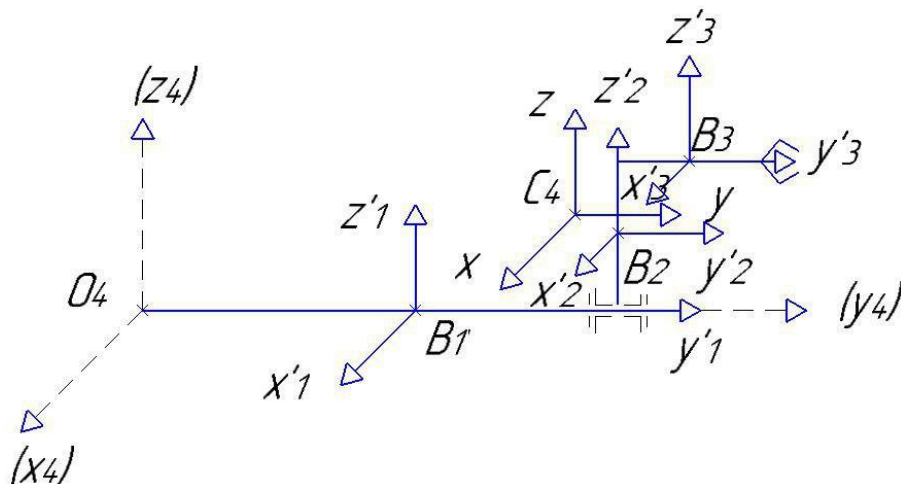 z'3
(z4)
z z'2
B3 y'3
x'3
C4
z'1 y
x B2
O4 x'2 y'2
B1 y'1 (y4)
x'1
(x4)